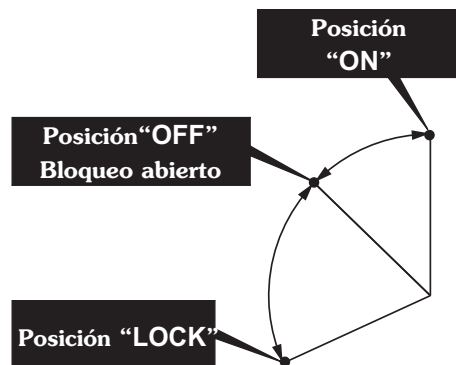 Posición
“ON”
Posición“OFF”
Bloqueo abierto
Posición “LOCK”